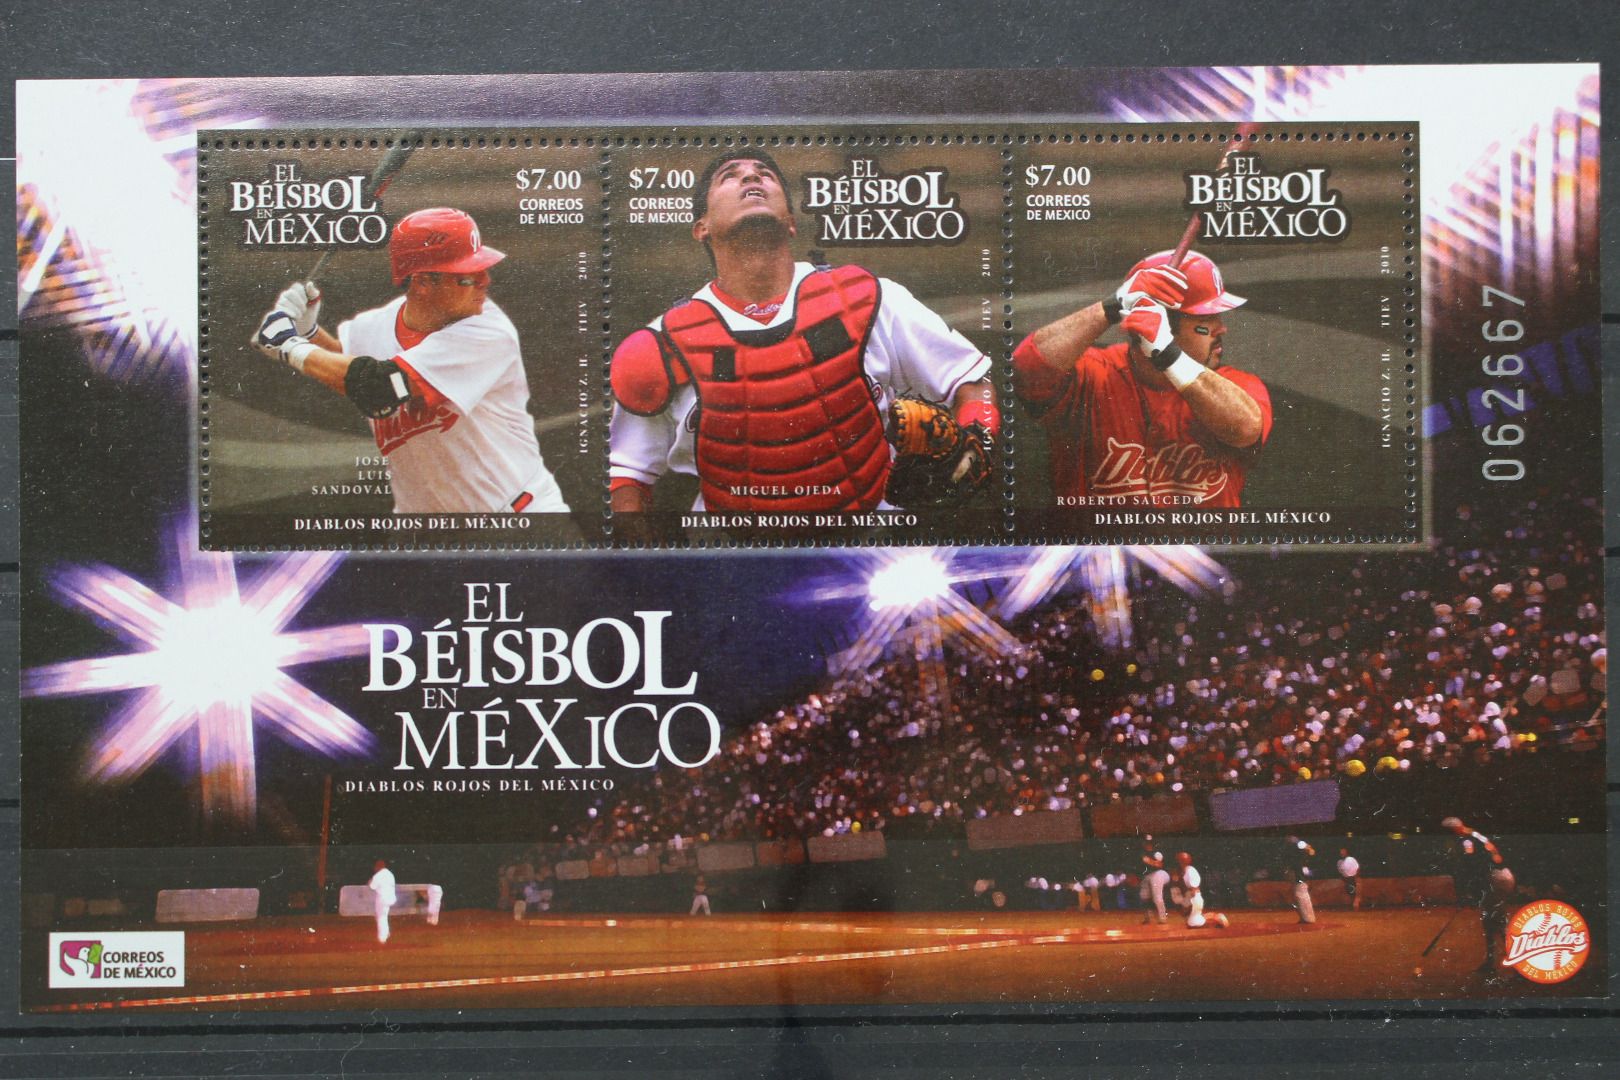 EL
BÉISBOL
EN
MÉXICO
$7.00
CORREOS
DE MEXICO
IGNACIO Z. H. TIEV 2010
JOSE
LUIS
SANDOVAL
DIABLOS ROJOS DEL MÉXICO
$7.00
CORREOS
DE MEXICO
EL
BÉISBOL
EN
MÉXICO
IGNACIO Z. TIEV 2010
MIGUEL OJEDA
DIABLOS ROJOS DEL MÉXICO
$7.00
CORREOS
DE MEXICO
EL
BÉISBOL
EN
MÉXICO
IGNACIO Z. H. TIEV 2010
Diablos
ROBERTO SAUCEDO
DIABLOS ROJOS DEL MÉXICO
062667
EL
BÉISBOL
EN
MÉXICO
DIABLOS ROJOS DEL MÉXICO
CORREOS
DE MÉXICO
DIABLOS ROJOS
Diablos
DEL MÉXICO